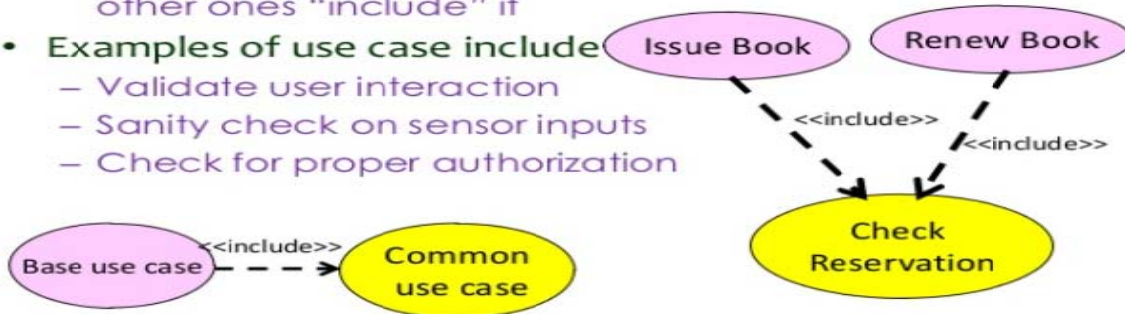 other ones "include" it
• Examples of use case include
– Validate user interaction
– Sanity check on sensor inputs
– Check for proper authorization
Issue Book
Renew Book
<<include>>
<<include>>
Check
Reservation
Base use case
<<include>>
Common
use case